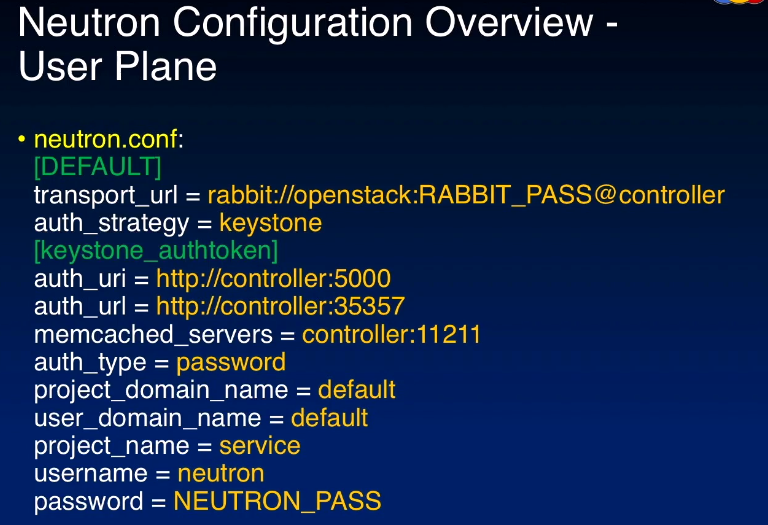 Neutron Configuration Overview -
User Plane
• neutron.conf:
[DEFAULT]
transport_url = rabbit://openstack:RABBIT_PASS@controller
auth_strategy = keystone
[keystone_authtoken]
auth_uri = http://controller:5000
auth_url = http://controller:35357
memcached_servers = controller:11211
auth_type = password
project_domain_name = default
user_domain_name = default
project_name = service
username = neutron
password = NEUTRON_PASS